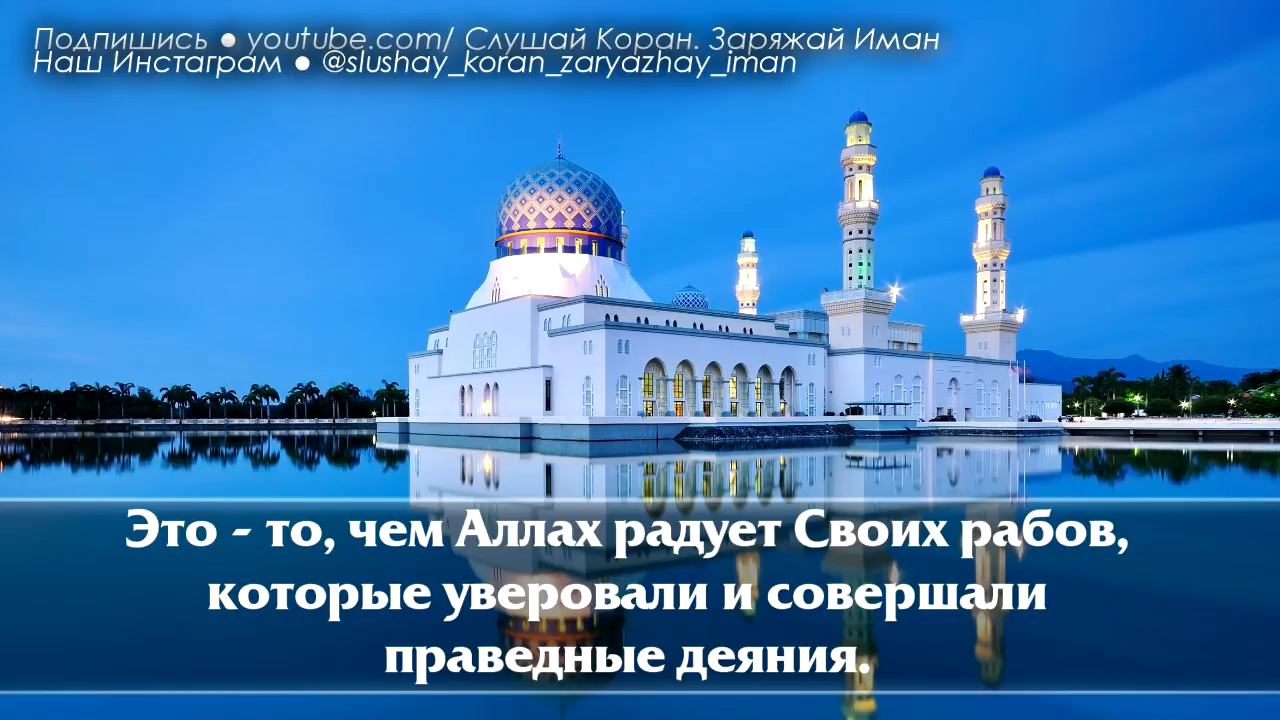 Подпишись ● youtube.com/ Слушай Коран. Заряжай Иман
Наш Инстаграм ● @slushay_koran_zaryazhay_iman
Это - то, чем Аллах радует Своих рабов,
которые уверовали и совершали
праведные деяния.